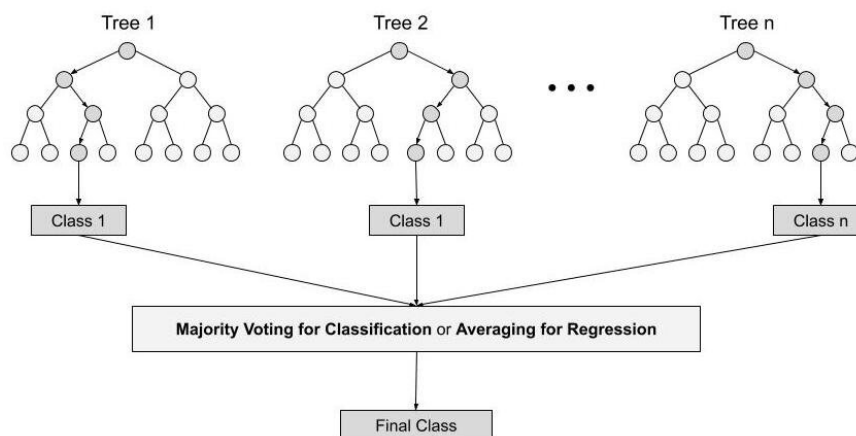 Tree 1
Tree 2
Tree n
Class 1
Class 1
Class n
Majority Voting for Classification or Averaging for Regression
Final Class